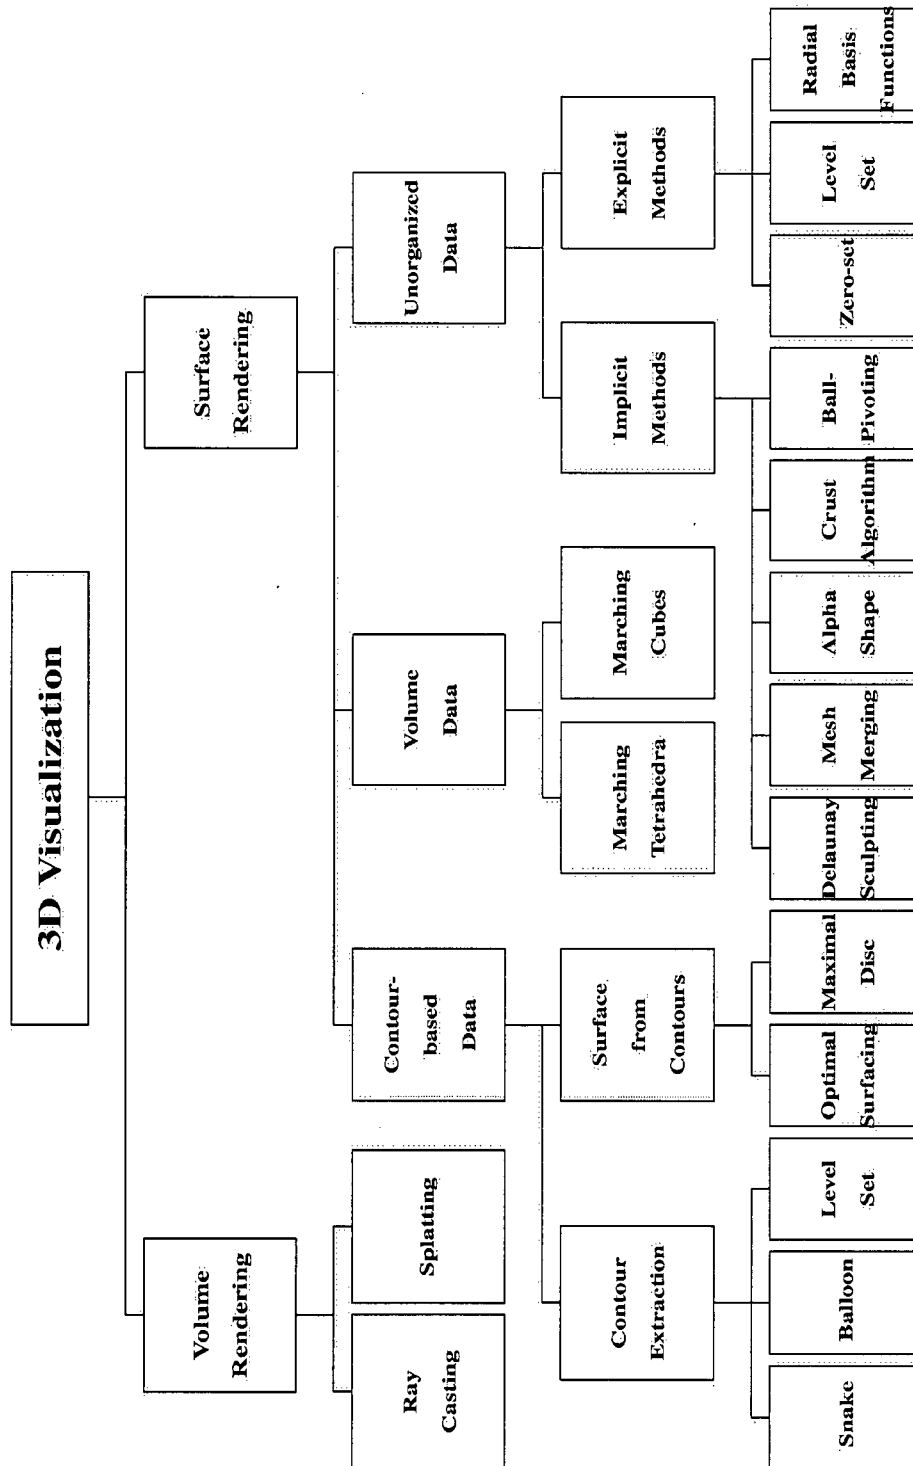 3D Visualization
Volume
Rendering
Surface
Rendering
Ray
Casting
Splatting
Contour-
based
Data
Volume
Data
Unorganized
Data
Contour
Extraction
Surface
from
Contours
Marching
Tetrahedra
Marching
Cubes
Implicit
Methods
Explicit
Methods
Snake
Balloon
Level
Set
Optimal
Surfacing
Maximal
Disc
Delaunay
Sculpting
Mesh
Merging
Alpha
Shape
Crust
Algorithm
Ball-
Pivoting
Zero-set
Level
Set
Radial
Basis
Functions